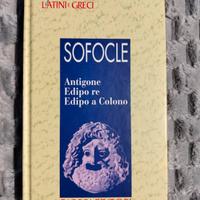 LATINI E GRECI
SOFOCLE
Antigone
Edipo re
Edipo a Colono